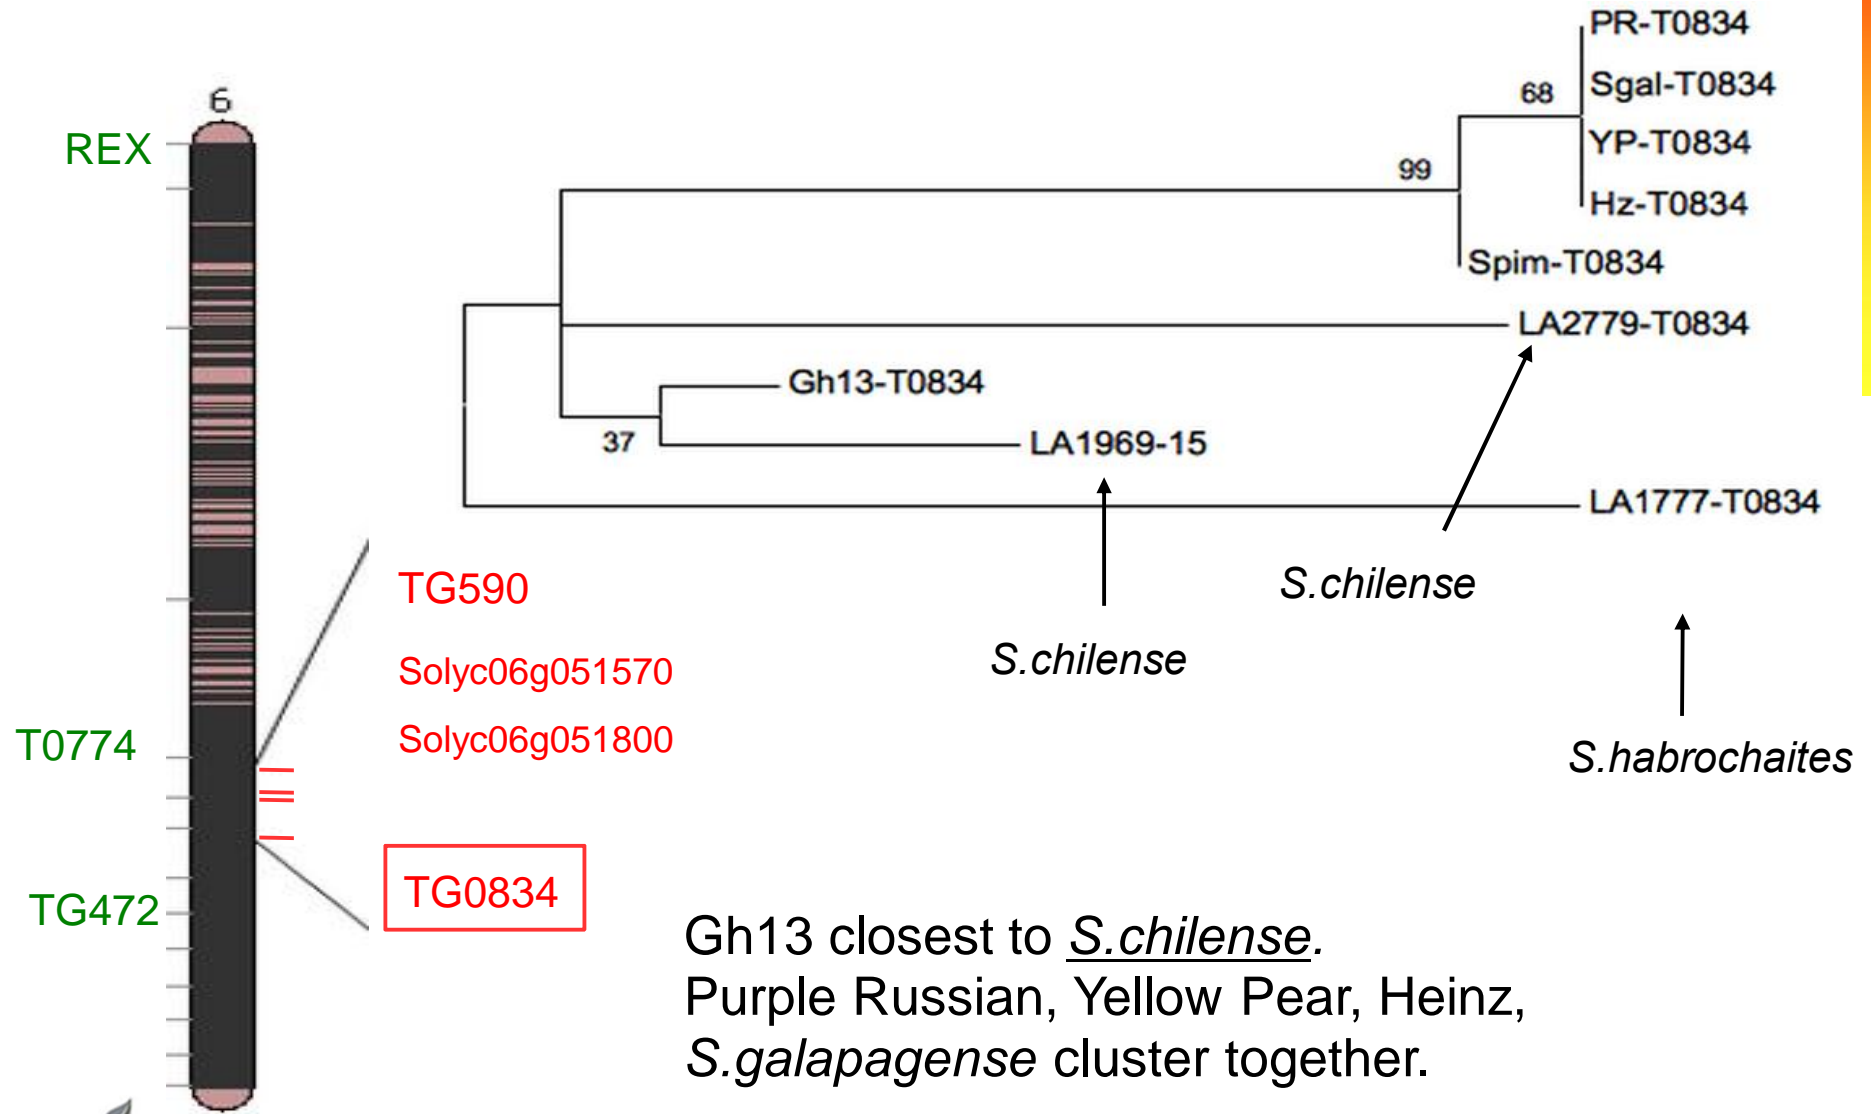 6
REX
T0774
TG472
TG590
Solyc06g051570
Solyc06g051800
TG0834
PR-T0834
68
Sgal-T0834
YP-T0834
99
Hz-T0834
Spim-T0834
LA2779-T0834
Gh13-T0834
37
LA1969-15
LA1777-T0834
S.chilense
S.chilense
S.habrochaites
Gh13 closest to S.chilense.
Purple Russian, Yellow Pear, Heinz,
S.galapagense cluster together.